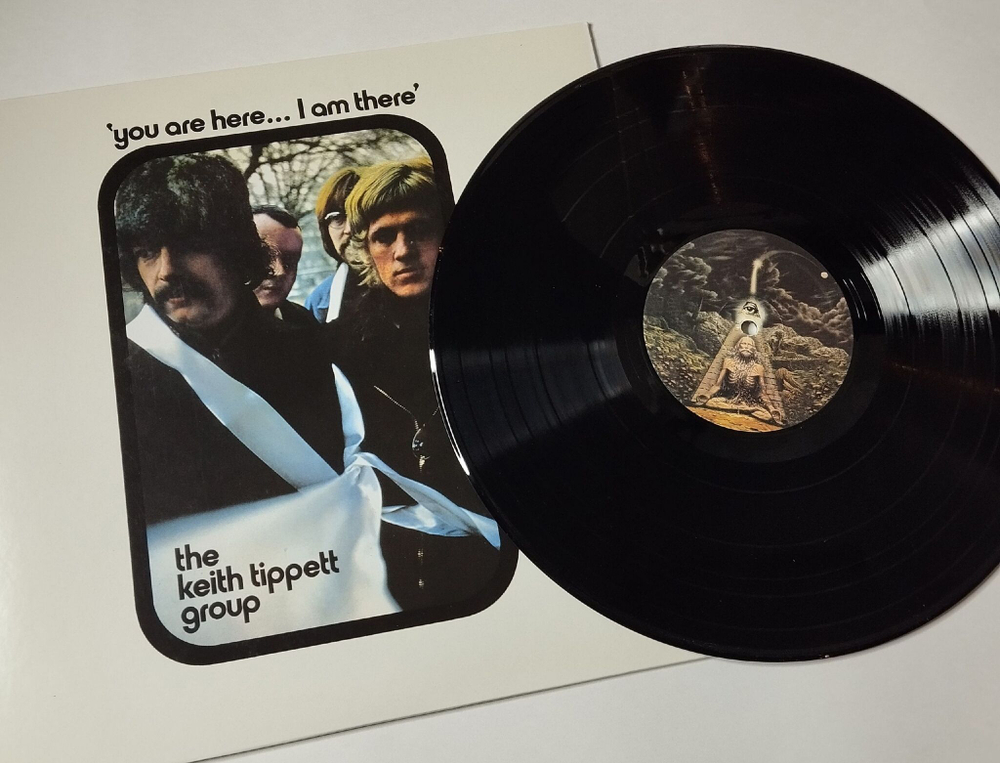 'you are here... I am there'
the
keith tippett
group